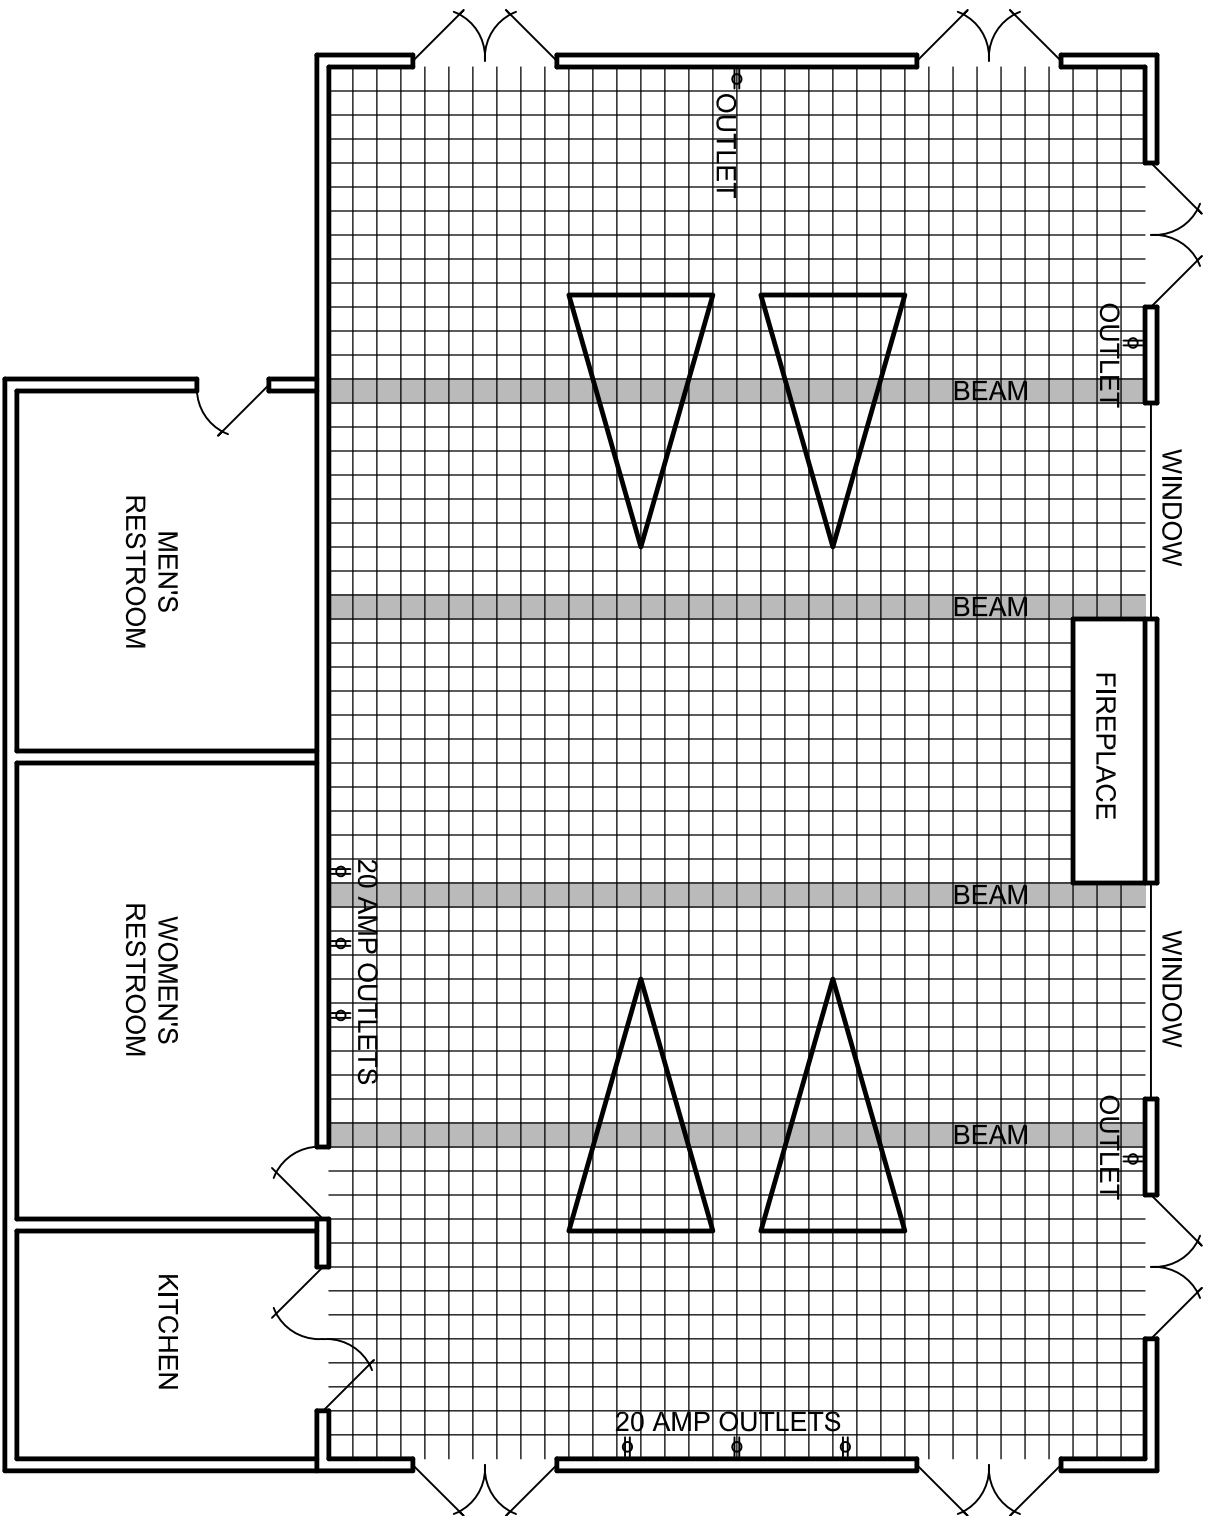 OUTLET
OUTLET
BEAM
WINDOW
MEN'S
RESTROOM
BEAM
FIREPLACE
20 AMP OUTLETS
BEAM
WOMEN'S
RESTROOM
WINDOW
OUTLET
BEAM
KITCHEN
20 AMP OUTLETS